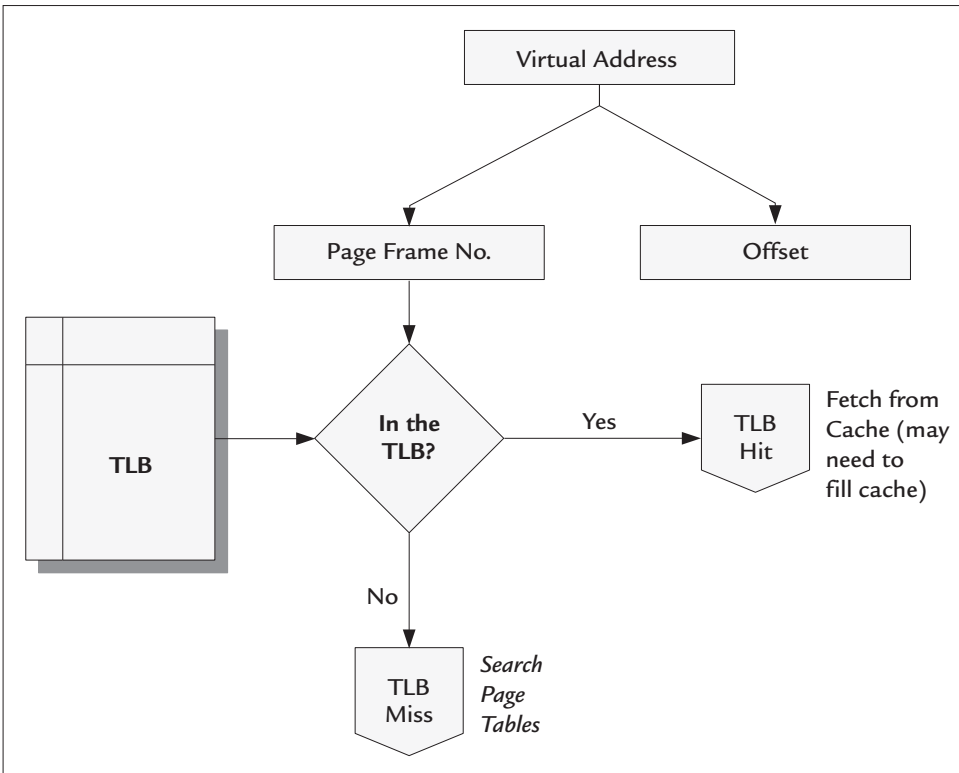 Virtual Address
Page Frame No.
Offset
TLB
In the
TLB?
Yes
TLB
Hit
Fetch from
Cache (may
need to
fill cache)
No
TLB
Miss
Search
Page
Tables